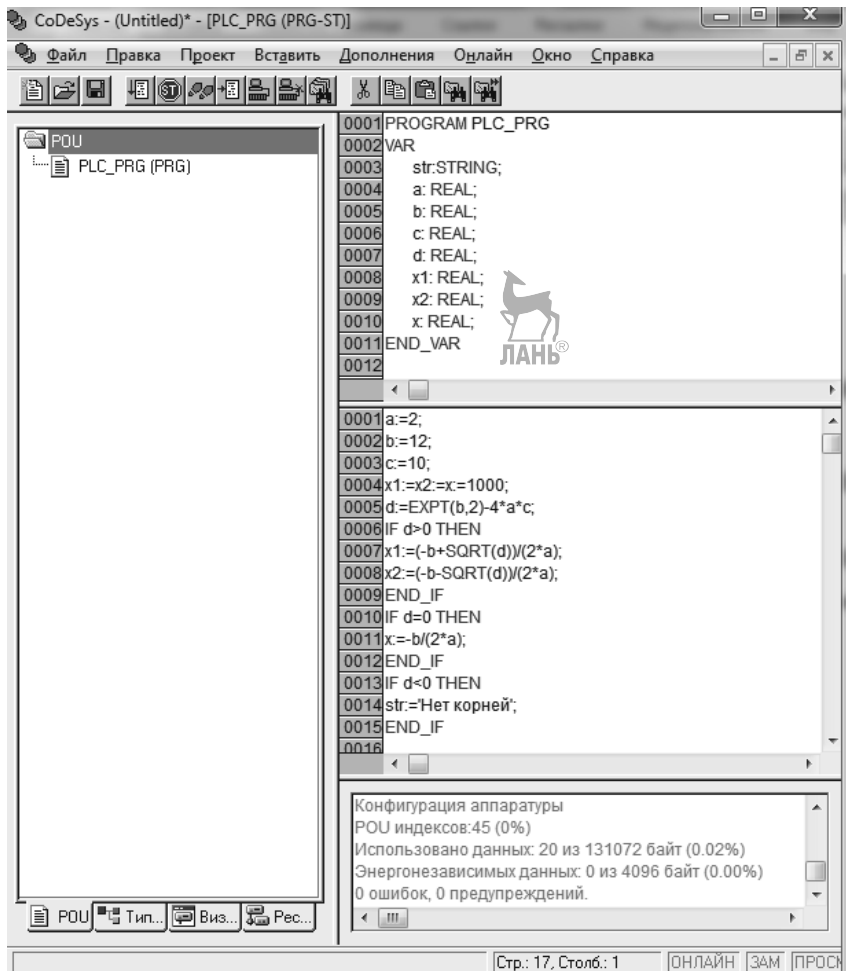 CoDeSys - (Untitled)* - [PLC_PRG (PRG-ST)]
Файл Правка Проект Вставить Дополнения Онлайн Окно Справка
POU
PLC_PRG (PRG)
0001 PROGRAM PLC_PRG
0002 VAR
0003 str:STRING;
0004 a: REAL;
0005 b: REAL;
0006 c: REAL;
0007 d: REAL;
0008 x1: REAL;
0009 x2: REAL;
0010 x: REAL;
0011 END_VAR
0012
ЛАНЬ®
0001 a:=2;
0002 b:=12;
0003 c:=10;
0004 x1:=x2:=x:=1000;
0005 d:=EXPT(b,2)-4*a*c;
0006 IF d>0 THEN
0007 x1:=(-b+SQRT(d))/(2*a);
0008 x2:=(-b-SQRT(d))/(2*a);
0009 END_IF
0010 IF d=0 THEN
0011 x:=-b/(2*a);
0012 END_IF
0013 IF d<0 THEN
0014 str:='Нет корней';
0015 END_IF
0016
Конфигурация аппаратуры
POU индексов:45 (0%)
Использовано данных: 20 из 131072 байт (0.02%)
Энергонезависимых данных: 0 из 4096 байт (0.00%)
0 ошибок, 0 предупреждений.
POU Тип... Виз... Рес...
Стр.: 17, Столб.: 1 ОНЛАЙН ЗАМ ПРОСМ